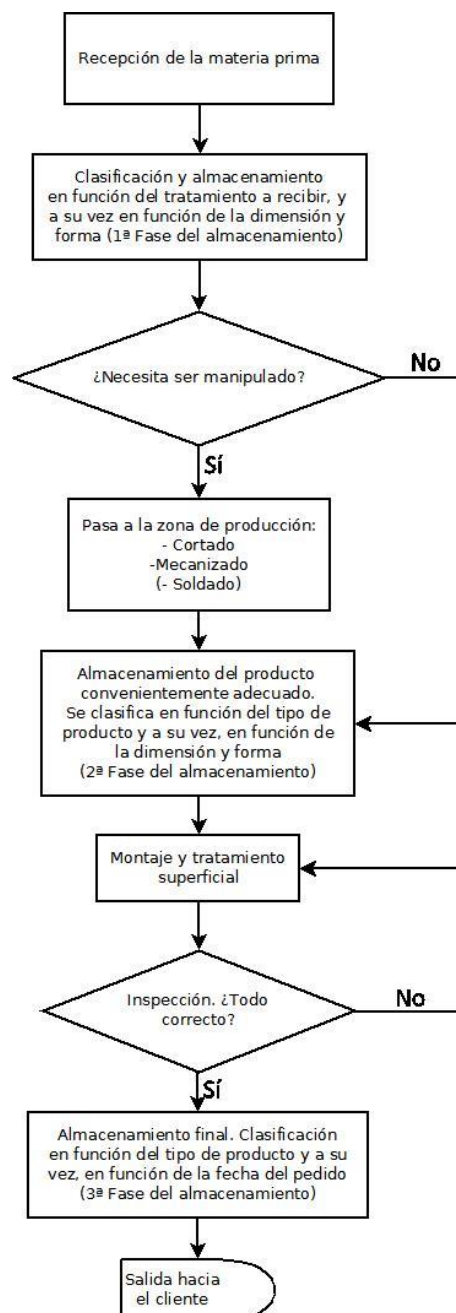 Recepción de la materia prima
Clasificación y almacenamiento
en función del tratamiento a recibir, y
a su vez en función de la dimensión y
forma (1ª Fase del almacenamiento)
¿Necesita ser manipulado?
No
Sí
Pasa a la zona de producción:
- Cortado
-Mecanizado
(- Soldado)
Almacenamiento del producto
convenientemente adecuado.
Se clasifica en función del tipo de
producto y a su vez, en función de
la dimensión y forma
(2ª Fase del almacenamiento)
Montaje y tratamiento
superficial
Inspección. ¿Todo
correcto?
No
Sí
Almacenamiento final. Clasificación
en función del tipo de producto y a su
vez, en función de la fecha del pedido
(3ª Fase del almacenamiento)
Salida hacia
el cliente